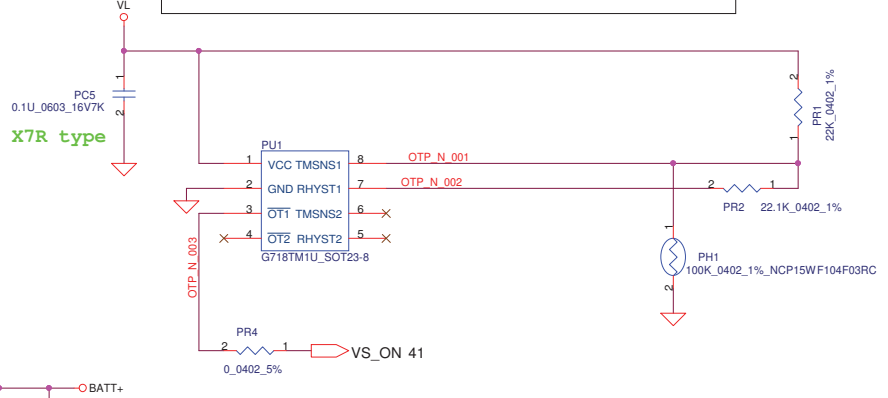 VL
1
PC5
0.1U_0603_16V7K
2
X7R type
2
PR1
22K_0402_1%
1
PU1
1 VCC TMSNS1 8 OTP_N_001
2 GND RHYST1 7 OTP_N_002
3 OT1 TMSNS2 6
4 OT2 RHYST2 5
G718TM1U_SOT23-8
2 1
PR2 22.1K_0402_1%
1
PH1
100K_0402_1%_NCP15WF104F03RC
2
OTP_N_003
PR4
2 1
0_0402_5%
VS_ON 41
BATT+